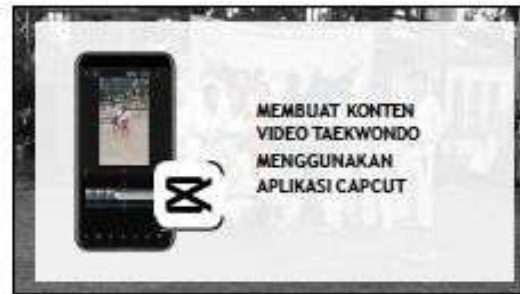 MEMBUAT KONTEN
VIDEO TAEKWONDO
MENGGUNAKAN
APLIKASI CAPCUT